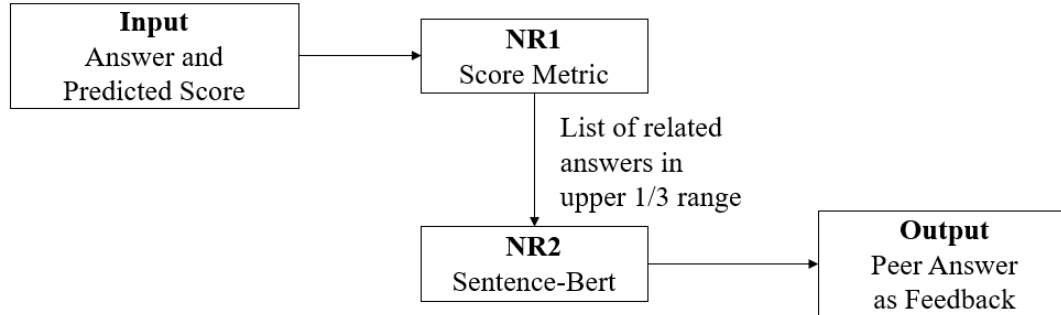 Input
Answer and
Predicted Score
NR1
Score Metric
List of related
answers in
upper 1/3 range
NR2
Sentence-Bert
Output
Peer Answer
as Feedback